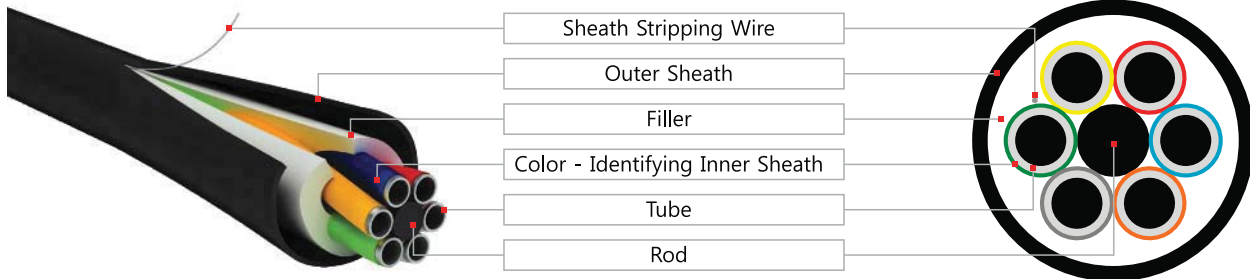 Sheath Stripping Wire
Outer Sheath
Filler
Color - Identifying Inner Sheath
Tube
Rod